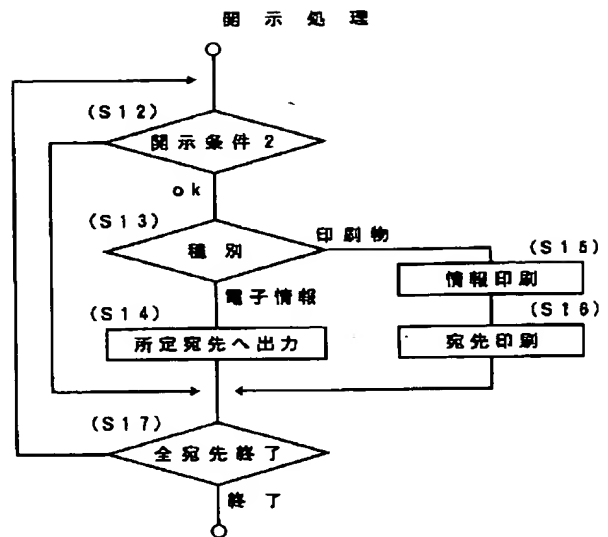 開示処理
(S12)
開示条件2
ok
(S13)
種別
印刷物
(S15)
情報印刷
電子情報
(S14)
(S16)
所定宛先へ出力
宛先印刷
(S17)
全宛先終了
終了